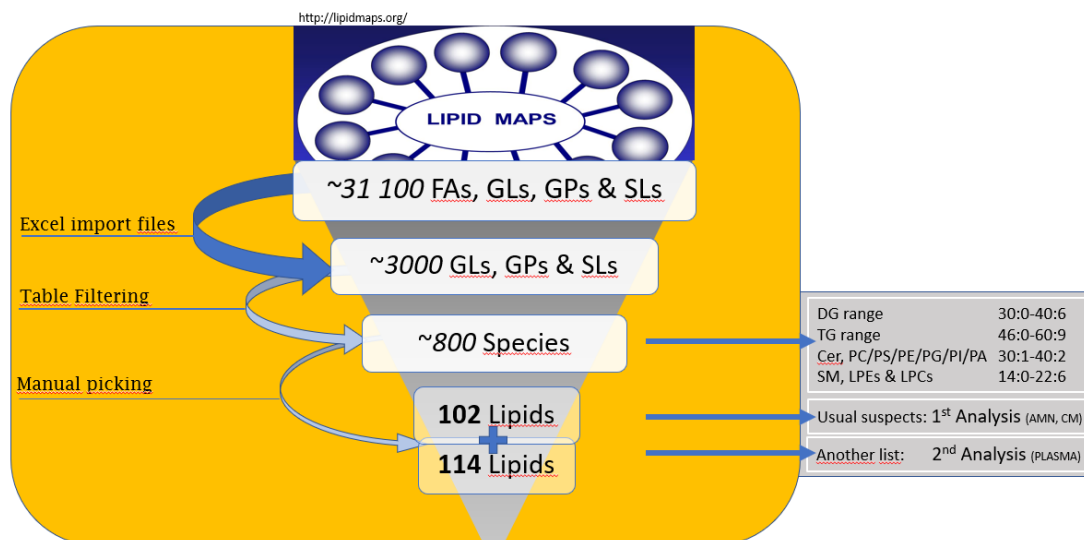 http://lipidmaps.org/
LIPID MAPS
~31 100 FAs, GLs, GPs & SLs
Excel import files
~3000 GLs, GPs & SLs
Table Filtering
~800 Species
Manual picking
102 Lipids
114 Lipids
DG range 30:0-40:6
TG range 46:0-60:9
Cer, PC/PS/PE/PG/PI/PA 30:1-40:2
SM, LPEs & LPCs 14:0-22:6
Usual suspects: 1st Analysis (AMN, CM)
Another list: 2nd Analysis (PLASMA)